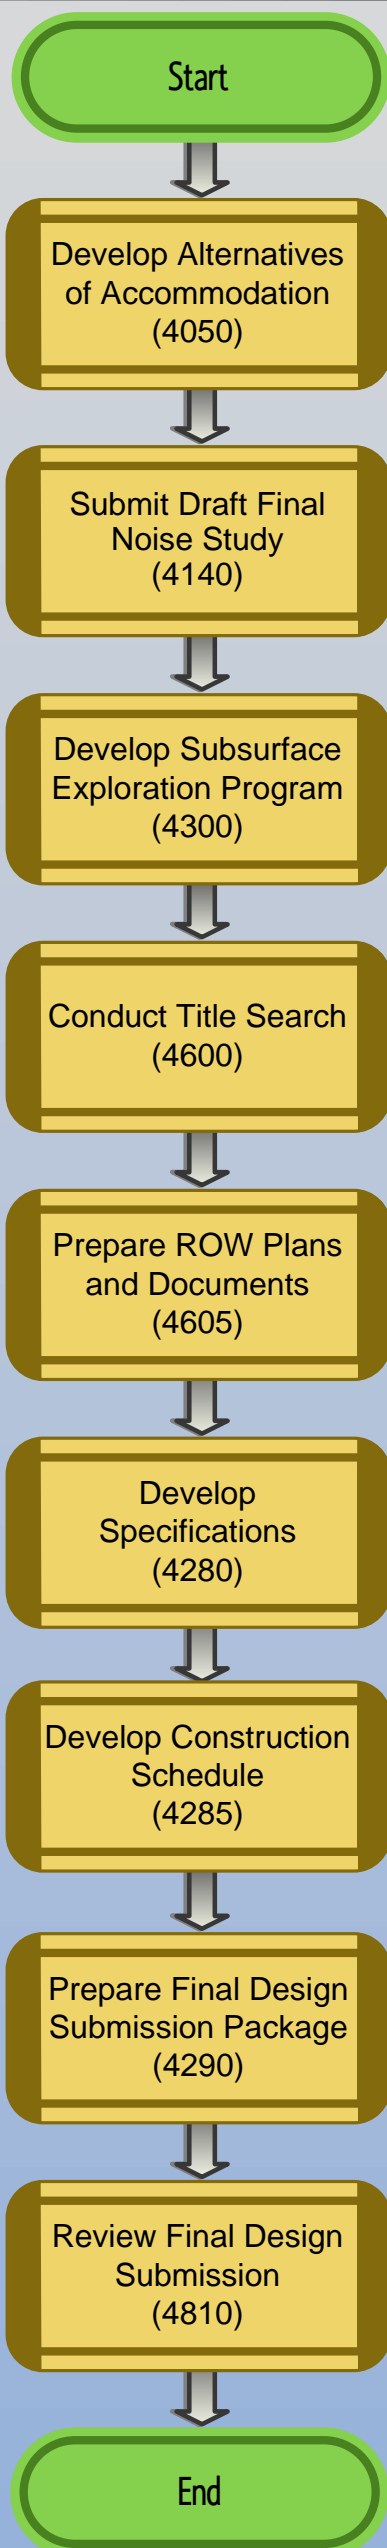 Start
Develop Alternatives
of Accommodation
(4050)
Submit Draft Final
Noise Study
(4140)
Develop Subsurface
Exploration Program
(4300)
Conduct Title Search
(4600)
Prepare ROW Plans
and Documents
(4605)
Develop
Specifications
(4280)
Develop Construction
Schedule
(4285)
Prepare Final Design
Submission Package
(4290)
Review Final Design
Submission
(4810)
End